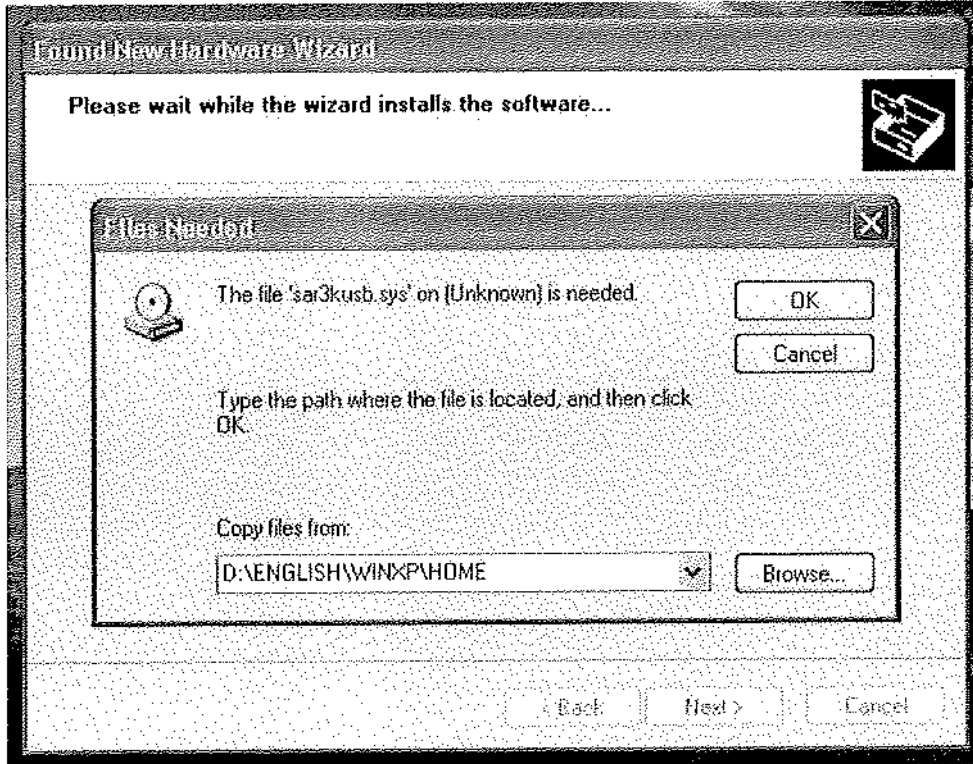 Found New Hardware Wizard
Please wait while the wizard installs the software...
Files Needed
The file 'sar3kusb.sys' on (Unknown) is needed.
OK
Cancel
Type the path where the file is located, and then click
OK.
Copy files from:
D:\ENGLISH\WINXP\HOME
Browse...
< Back
Next >
Cancel